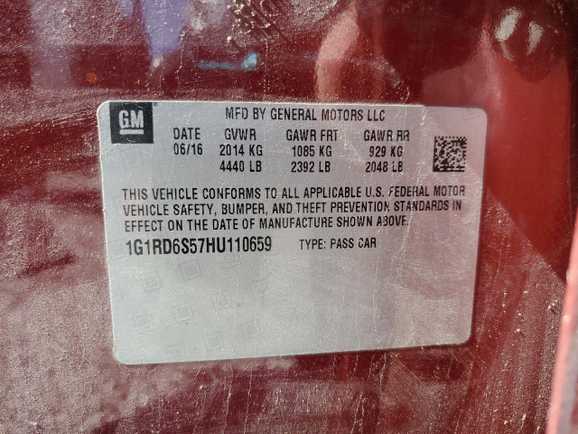 GM
MFD BY GENERAL MOTORS LLC
DATE GVWR GAWR FRT GAWR RR
06/16 2014 KG 1085 KG 929 KG
4440 LB 2392 LB 2048 LB
THIS VEHICLE CONFORMS TO ALL APPLICABLE U.S. FEDERAL MOTOR
VEHICLE SAFETY, BUMPER, AND THEFT PREVENTION STANDARDS IN
EFFECT ON THE DATE OF MANUFACTURE SHOWN ABOVE.
1G1RD6S57HU110659 TYPE: PASS CAR